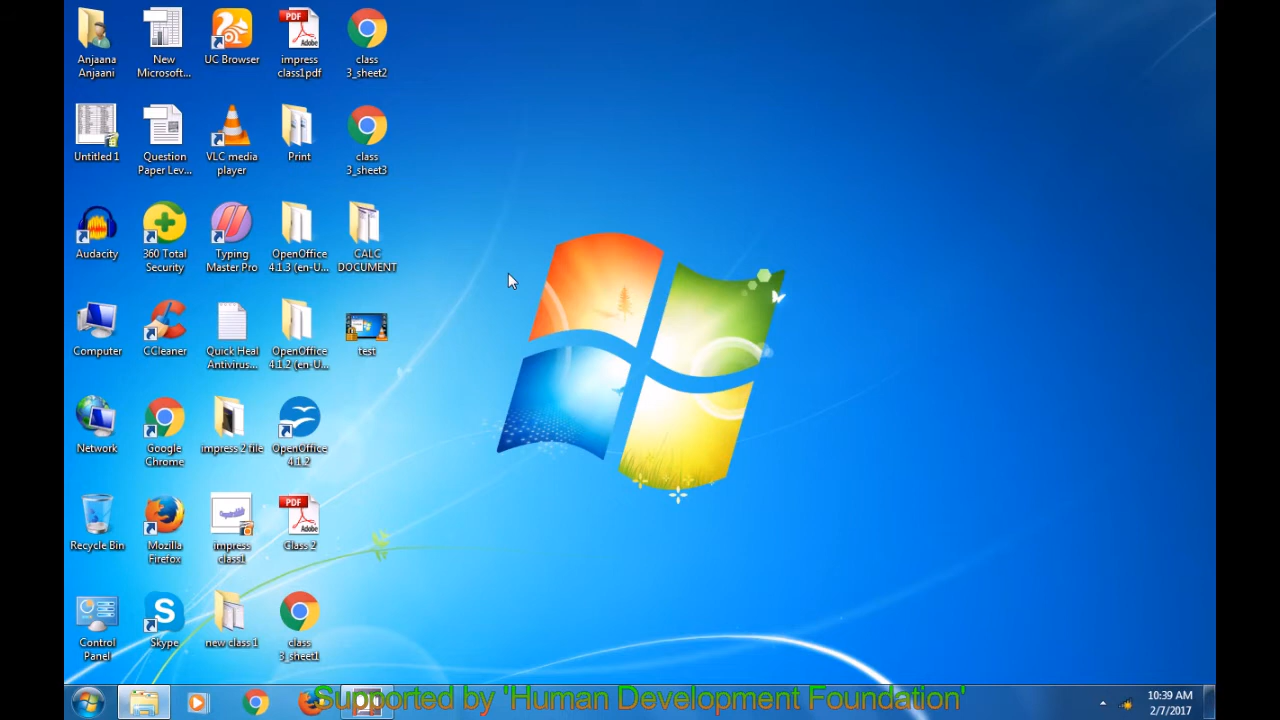 Anjaana
Anjaani
New
Microsoft...
UC Browser
PDF
Adobe
impress
class1pdf
class
3_sheet2
Untitled 1
Question
Paper Lev...
VLC media
player
Print
class
3_sheet3
Audacity
360 Total
Security
Typing
Master Pro
OpenOffice
4.1.3 (en-U...
CALC
DOCUMENT
Computer
CCleaner
Quick Heal
Antivirus...
OpenOffice
4.1.2 (en-U...
test
Network
Google
Chrome
impress 2 file
OpenOffice
4.1.2
Recycle Bin
Mozilla
Firefox
impress
class1
PDF
Adobe
Class 2
Control
Panel
Skype
new class 1
class
3_sheet1
Supported by 'Human Development Foundation'
10:39 AM
2/7/2017